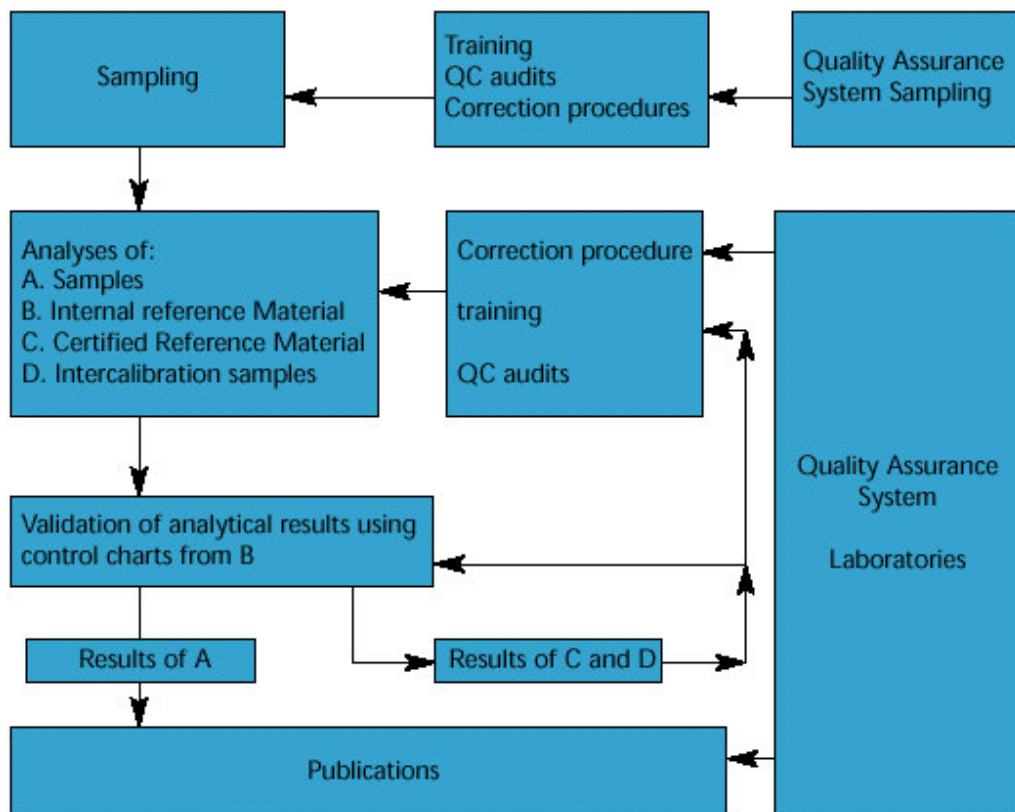 Sampling
Training
QC audits
Correction procedures
Quality Assurance
System Sampling
Analyses of:
A. Samples
B. Internal reference Material
C. Certified Reference Material
D. Intercalibration samples
Correction procedure
training
QC audits
Quality Assurance
System
Laboratories
Validation of analytical results using
control charts from B
Results of A
Results of C and D
Publications